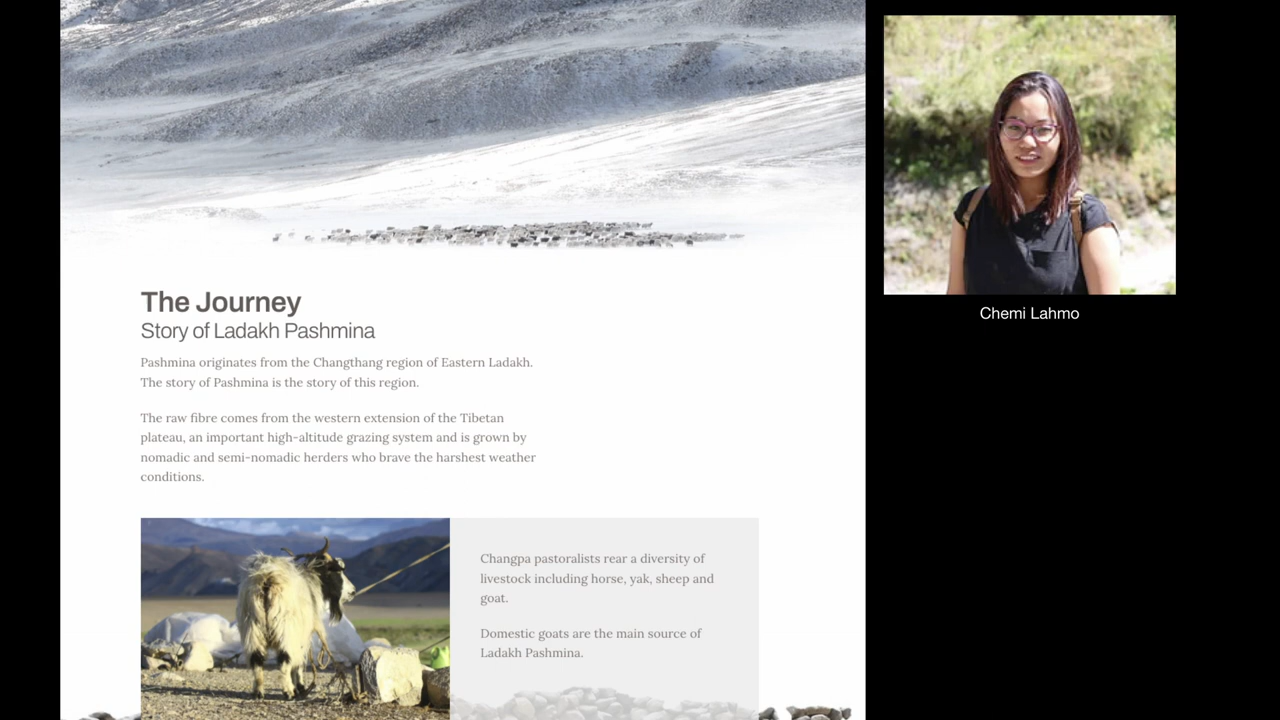 The Journey
Story of Ladakh Pashmina
Pashmina originates from the Changthang region of Eastern Ladakh.
The story of Pashmina is the story of this region.
The raw fibre comes from the western extension of the Tibetan
plateau, an important high-altitude grazing system and is grown by
nomadic and semi-nomadic herders who brave the harshest weather
conditions.
Changpa pastoralists rear a diversity of
livestock including horse, yak, sheep and
goat.
Domestic goats are the main source of
Ladakh Pashmina.
Chemi Lahmo